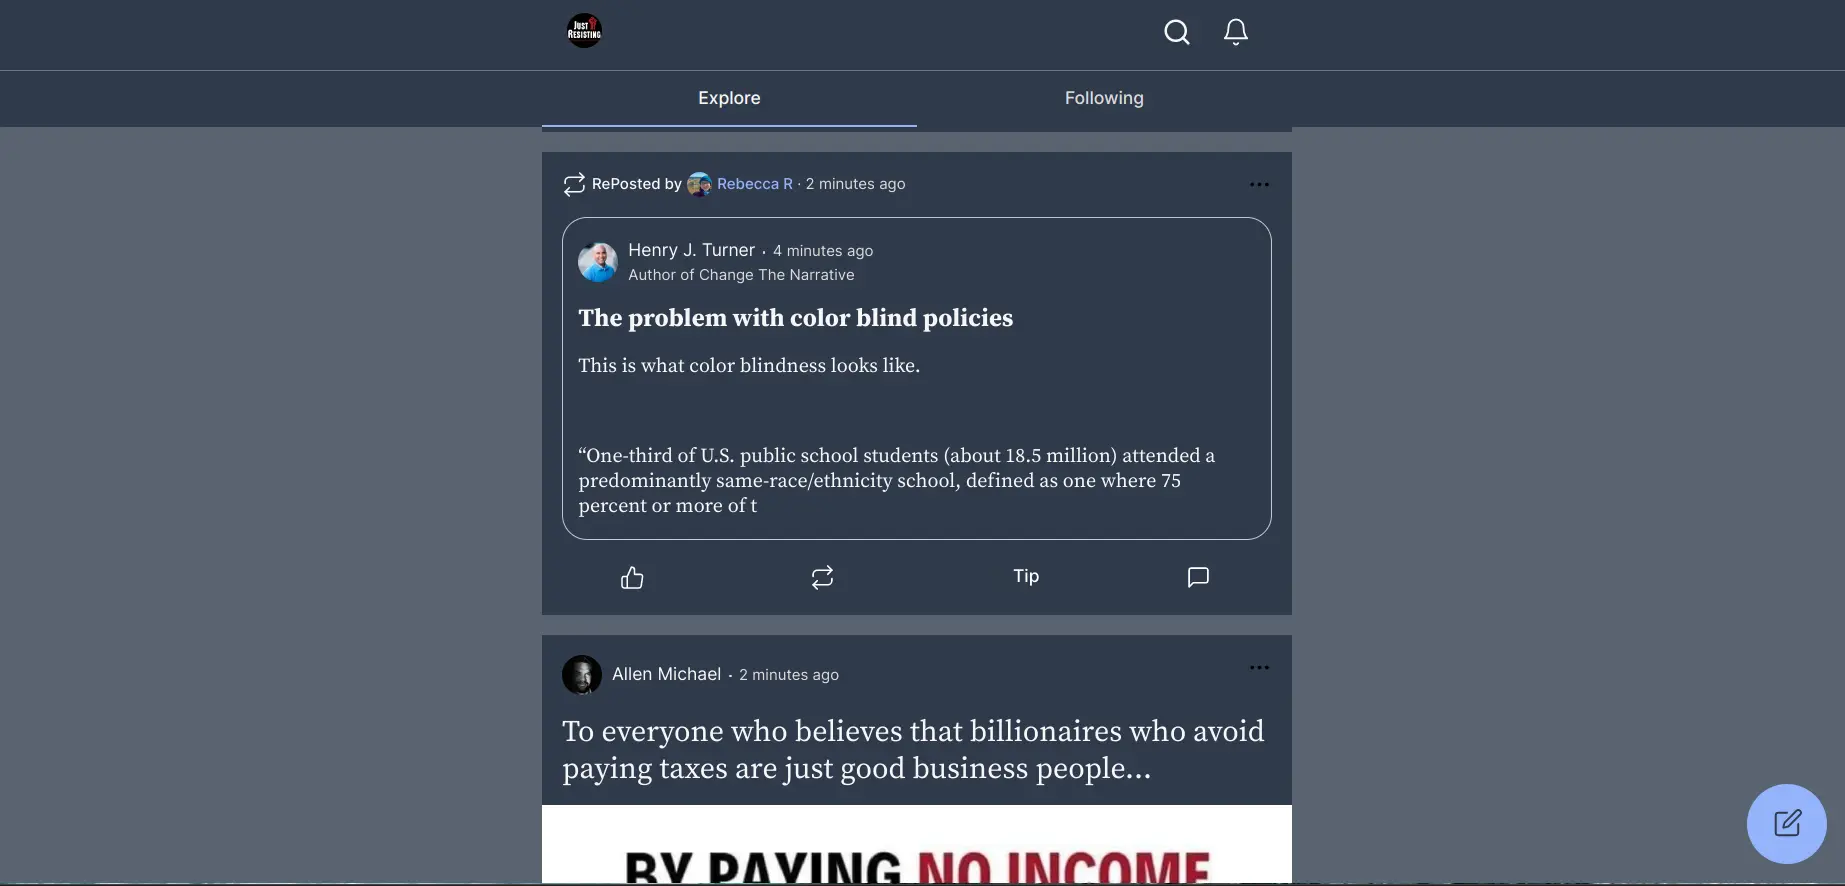 JUST
RESISTING
Explore
Following
RePosted by Rebecca R · 2 minutes ago
Henry J. Turner · 4 minutes ago
Author of Change The Narrative
The problem with color blind policies
This is what color blindness looks like.
“One-third of U.S. public school students (about 18.5 million) attended a
predominantly same-race/ethnicity school, defined as one where 75
percent or more of t
Tip
Allen Michael · 2 minutes ago
To everyone who believes that billionaires who avoid
paying taxes are just good business people...
BY PAYING NO INCOME